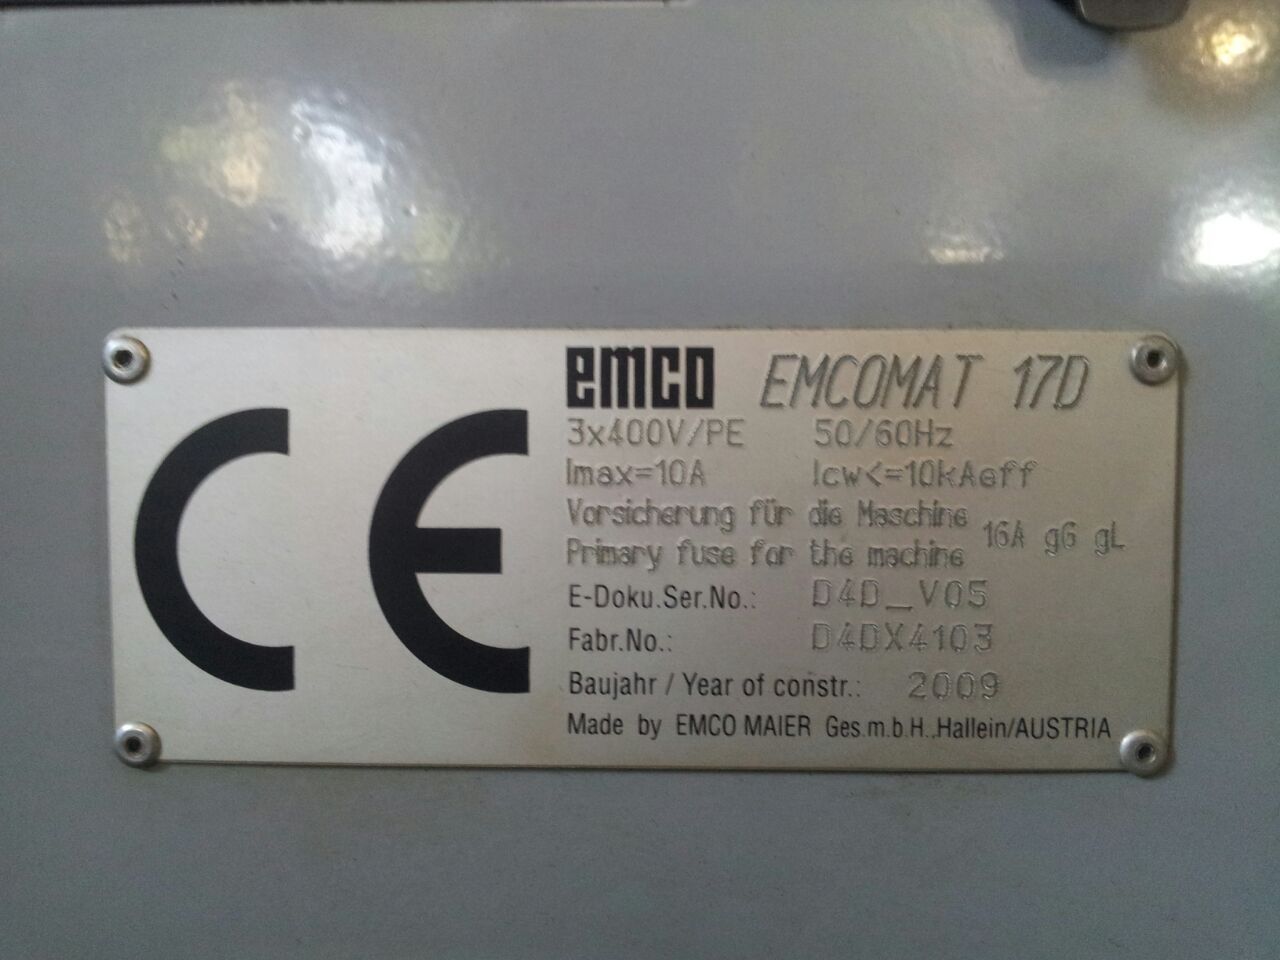 CE
emco EMCOMAT 17D
3x400V/PE 50/60Hz
Imax=10A Icw<=10kAeff
Vorsicherung für die Maschine
Primary fuse for the machine
16A gG gL
E-Doku.Ser.No.: D4D_V05
Fabr.No.: D4DX4103
Baujahr / Year of constr.: 2009
Made by EMCO MAIER Ges.m.b.H.,Hallein/AUSTRIA